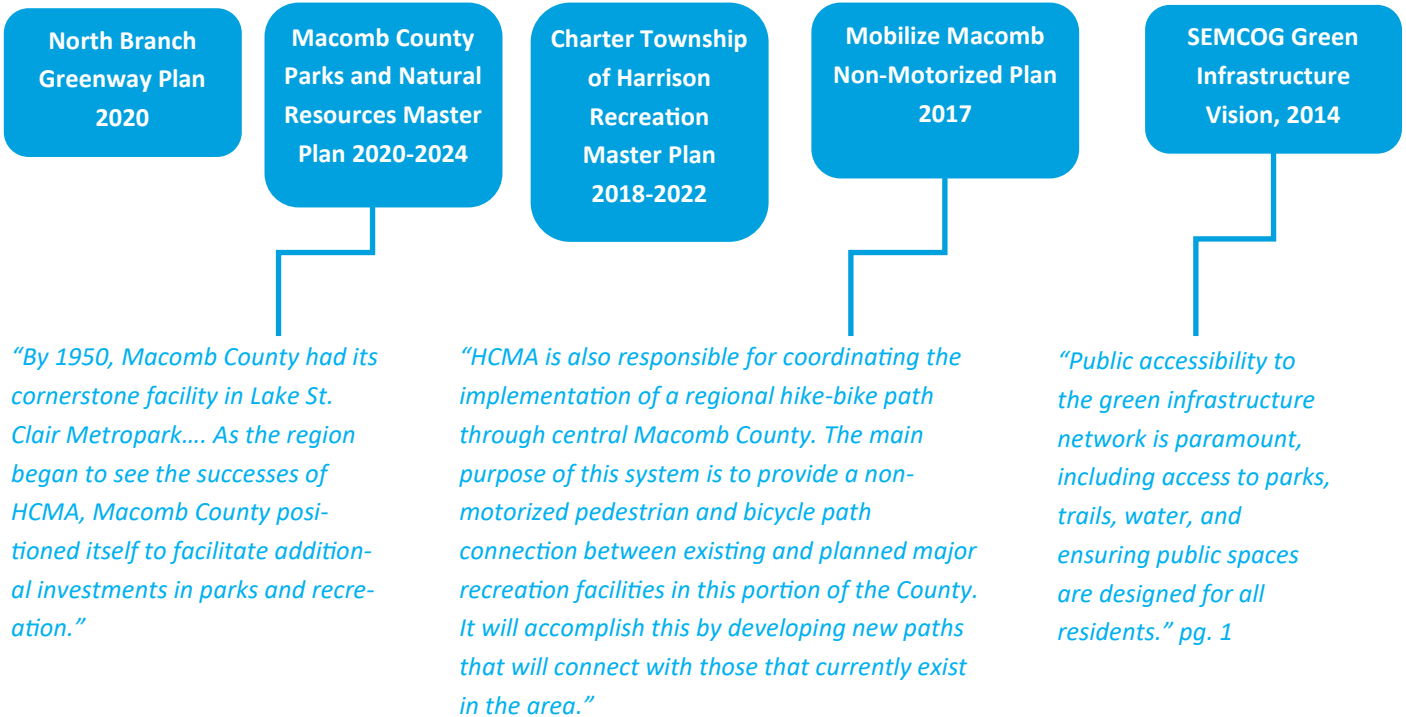 North Branch
Greenway Plan
2020
Macomb County
Parks and Natural
Resources Master
Plan 2020-2024
Charter Township
of Harrison
Recreation
Master Plan
2018-2022
Mobilize Macomb
Non-Motorized Plan
2017
SEMCOG Green
Infrastructure
Vision, 2014
“By 1950, Macomb County had its
cornerstone facility in Lake St.
Clair Metropark…. As the region
began to see the successes of
HCMA, Macomb County posi-
tioned itself to facilitate addition-
al investments in parks and recre-
ation.”
“HCMA is also responsible for coordinating the
implementation of a regional hike-bike path
through central Macomb County. The main
purpose of this system is to provide a non-
motorized pedestrian and bicycle path
connection between existing and planned major
recreation facilities in this portion of the County.
It will accomplish this by developing new paths
that will connect with those that currently exist
in the area.”
“Public accessibility to
the green infrastructure
network is paramount,
including access to parks,
trails, water, and
ensuring public spaces
are designed for all
residents.” pg. 1